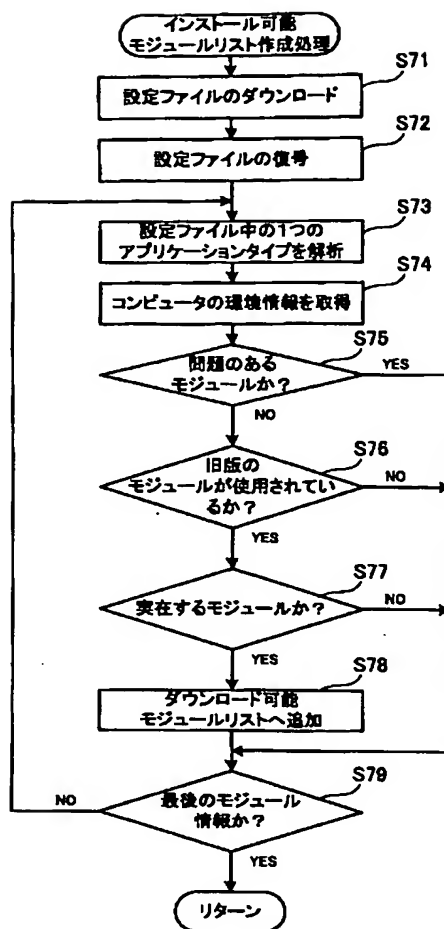 インストール可能
モジュールリスト作成処理
S71
設定ファイルのダウンロード
S72
設定ファイルの復号
S73
設定ファイル中の1つの
アプリケーションタイプを解析
S74
コンピュータの環境情報を取得
S75
問題のある
モジュールか?
YES
NO
S76
旧版の
モジュールが使用されてい
るか?
NO
YES
S77
実在するモジュールか?
NO
YES
S78
ダウンロード可能
モジュールリストへ追加
S79
最後のモジュール
情報か?
NO
YES
リターン